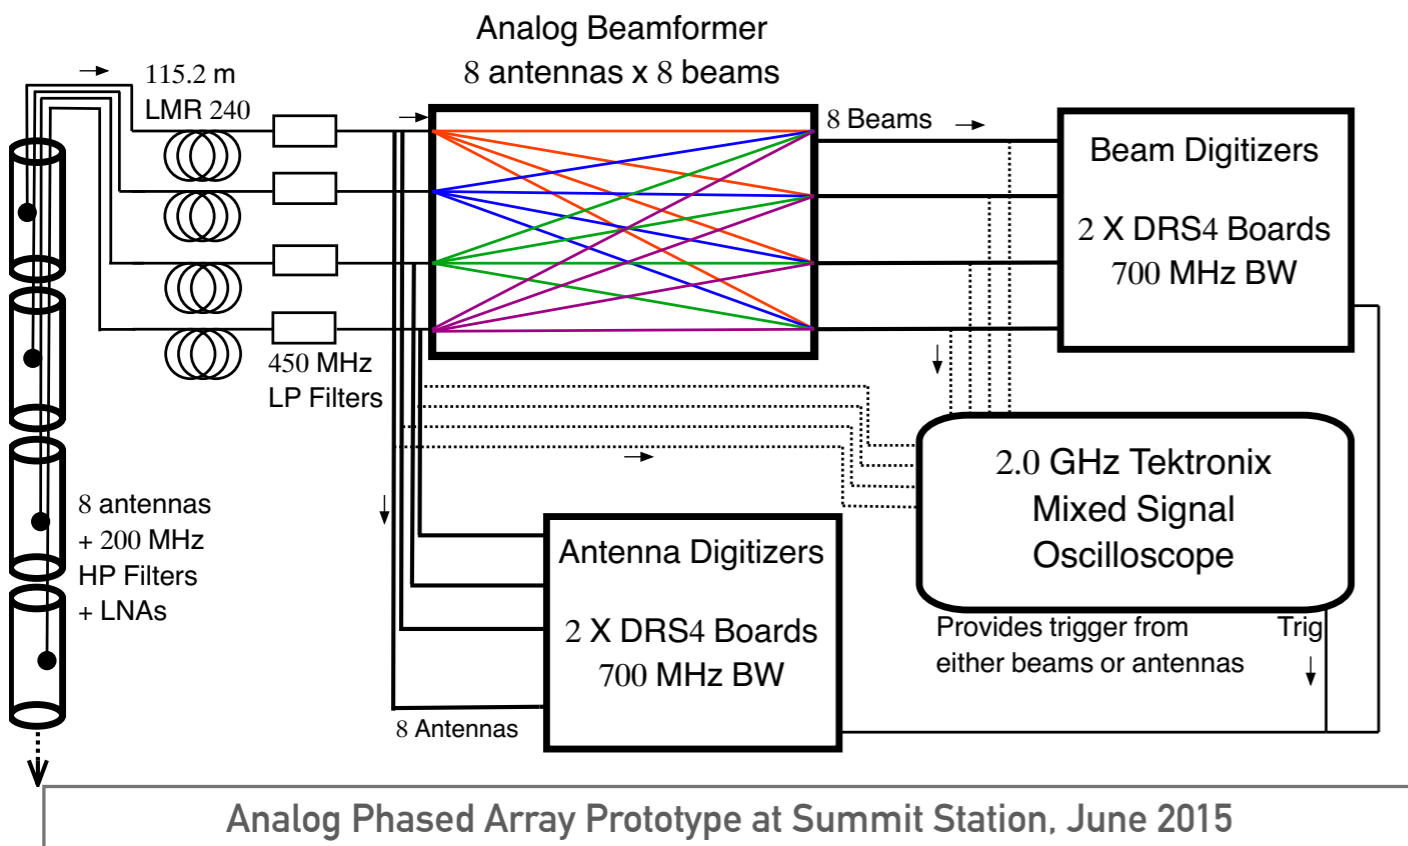 Analog Beamformer
8 antennas x 8 beams
115.2 m
LMR 240
8 Beams
Beam Digitizers
2 X DRS4 Boards
700 MHz BW
450 MHz
LP Filters
2.0 GHz Tektronix
Mixed Signal
Oscilloscope
8 antennas
+ 200 MHz
HP Filters
+ LNAs
Antenna Digitizers
2 X DRS4 Boards
700 MHz BW
Provides trigger from
either beams or antennas
Trig
8 Antennas
Analog Phased Array Prototype at Summit Station, June 2015